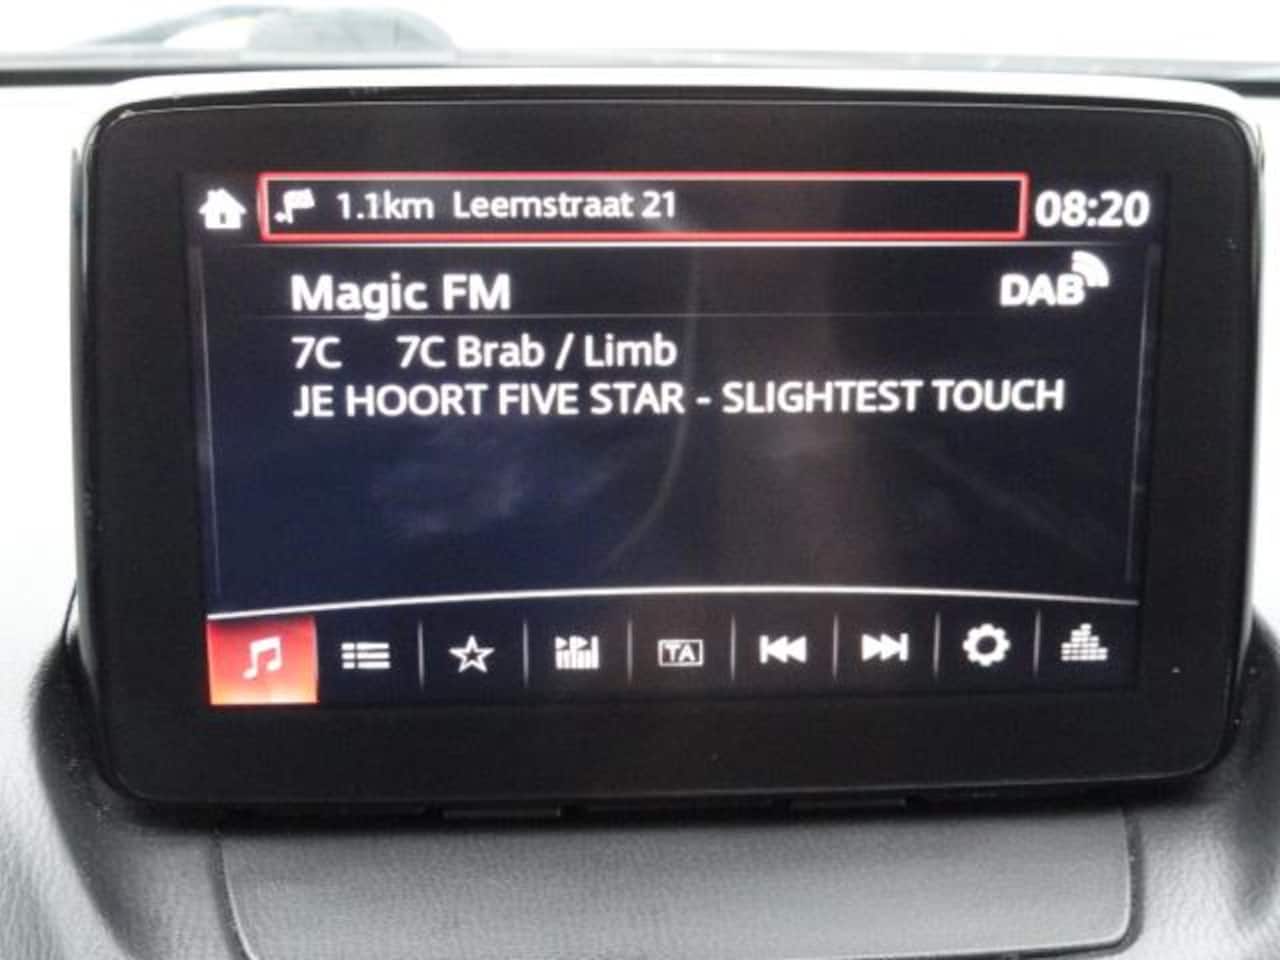 1.1km Leemstraat 21 08:20
Magic FM DAB
7C 7C Brab / Limb
JE HOORT FIVE STAR - SLIGHTEST TOUCH
TA